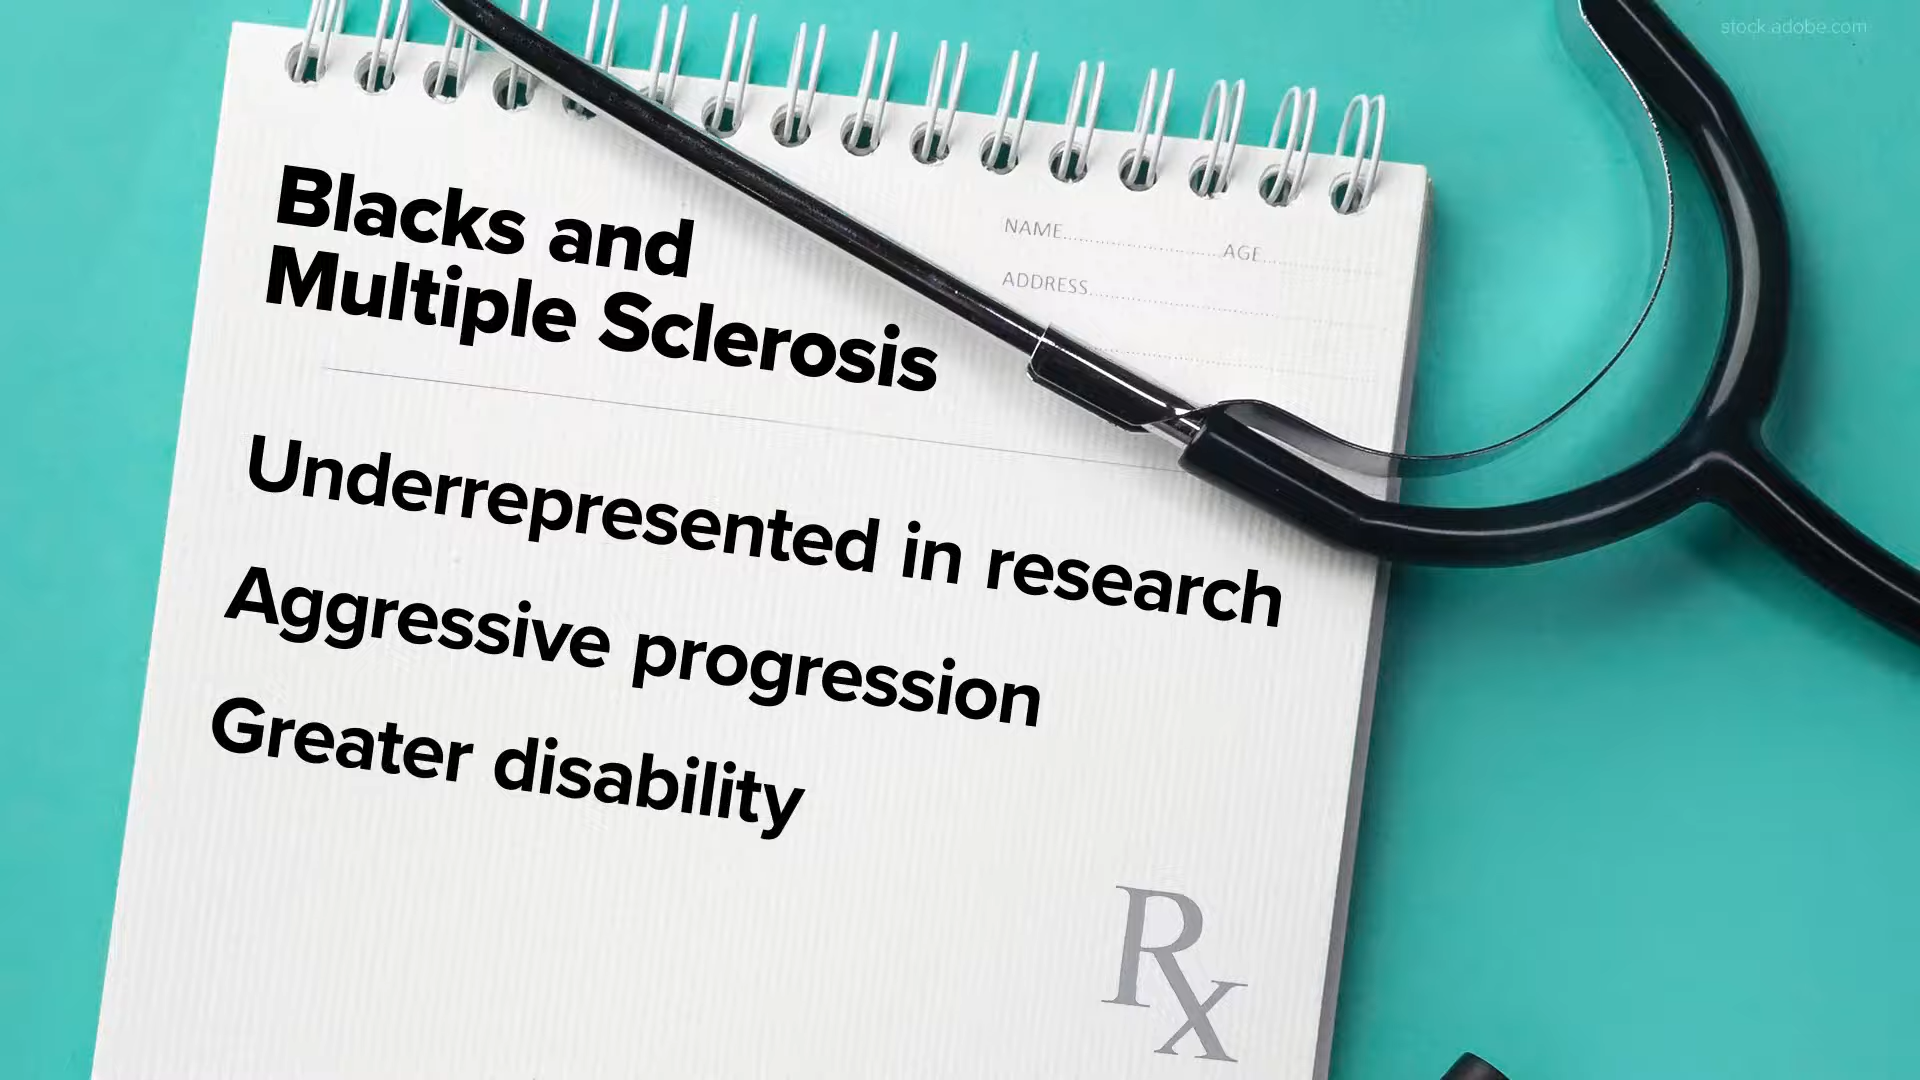 stock.adobe.com
Blacks and
Multiple Sclerosis
NAME AGE
ADDRESS
Underrepresented in research
Aggressive progression
Greater disability
Rx